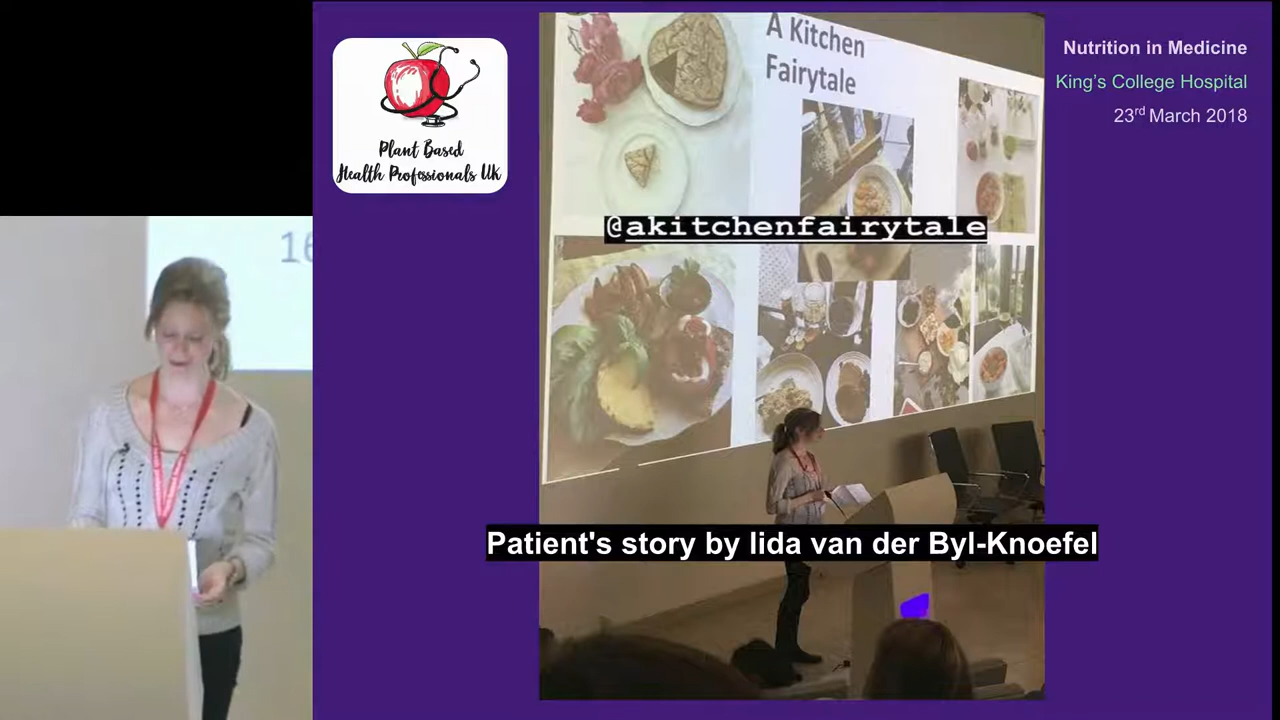 A Kitchen
Fairytale
Plant Based
Health Professionals Uk
Nutrition in Medicine
King's College Hospital
23rd March 2018
@akitchenfairytale
16
Patient's story by Iida van der Byl-Knoefel